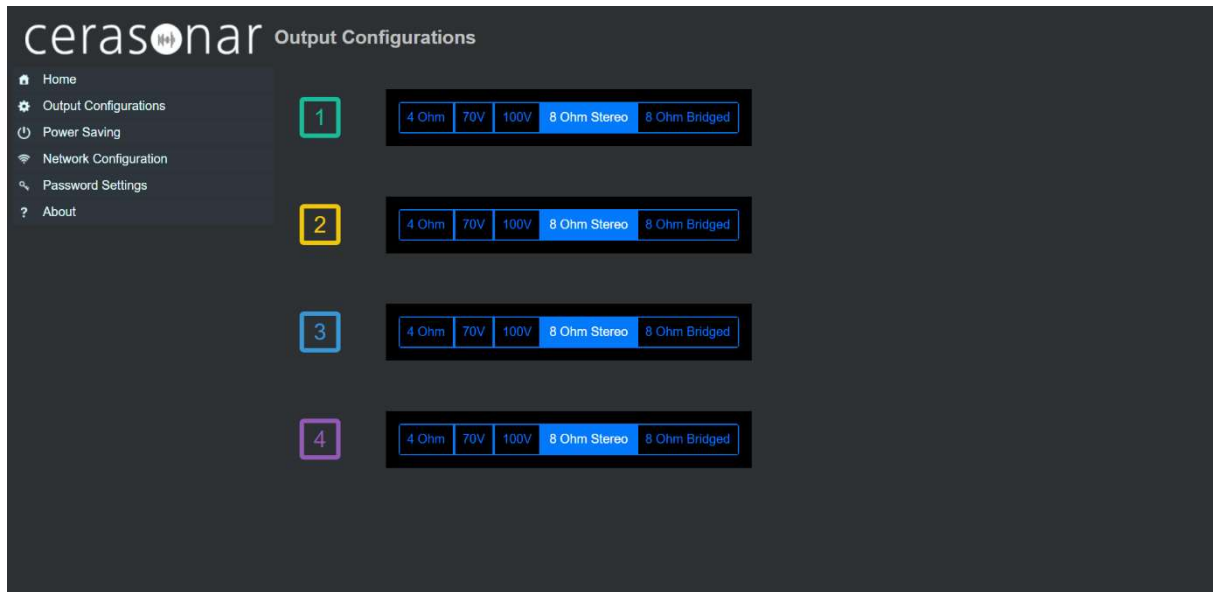 cerasonar
Output Configurations
Home
Output Configurations
Power Saving
Network Configuration
Password Settings
? About
1
4 Ohm 70V 100V 8 Ohm Stereo 8 Ohm Bridged
2
4 Ohm 70V 100V 8 Ohm Stereo 8 Ohm Bridged
3
4 Ohm 70V 100V 8 Ohm Stereo 8 Ohm Bridged
4
4 Ohm 70V 100V 8 Ohm Stereo 8 Ohm Bridged